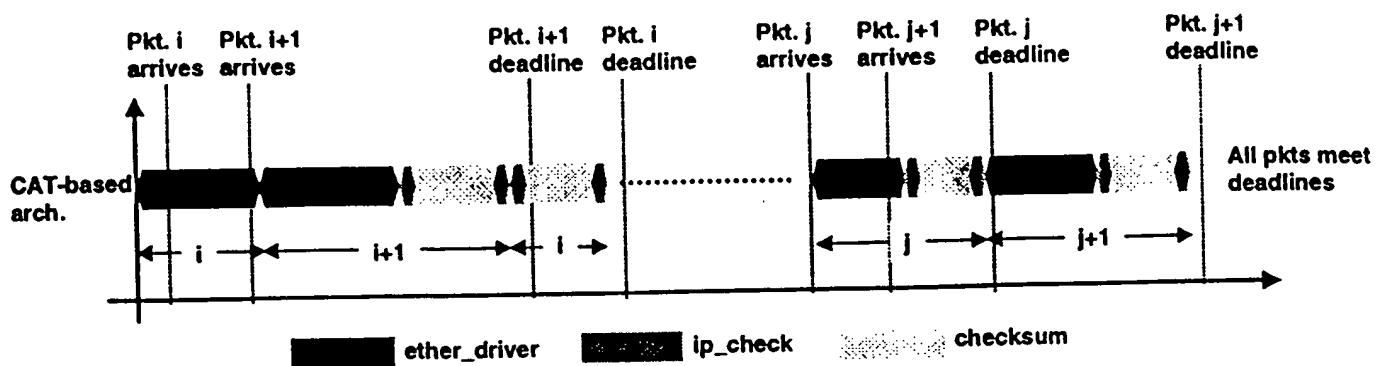 Pkt. i
arrives
Pkt. i+1
arrives
Pkt. i+1
deadline
Pkt. i
deadline
Pkt. j
arrives
Pkt. j+1
arrives
Pkt. j
deadline
Pkt. j+1
deadline
CAT-based
arch.
All pkts meet
deadlines
i
i+1
i
j
j+1
ether_driver
ip_check
checksum